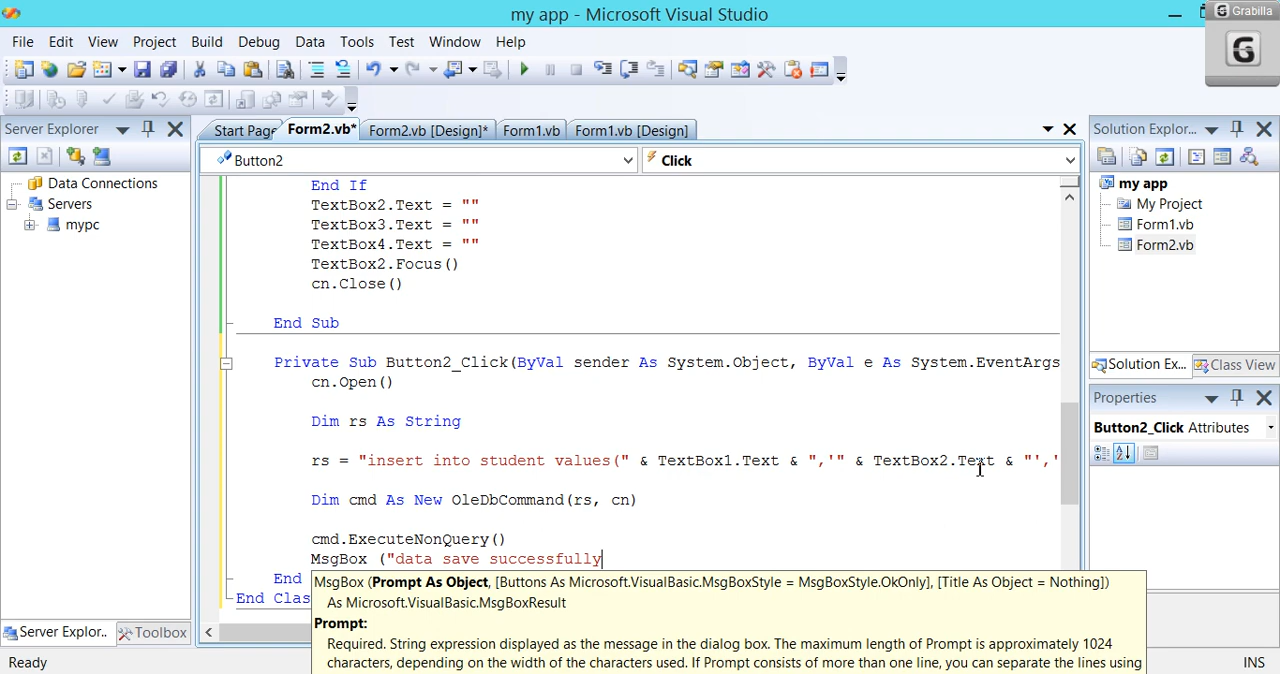 my app - Microsoft Visual Studio
Grabilla
G
File Edit View Project Build Debug Data Tools Test Window Help
Server Explorer
Start Page Form2.vb* Form2.vb [Design]* Form1.vb Form1.vb [Design]
Solution Explor...
Button2 Click
Data Connections
Servers
mypc
my app
My Project
Form1.vb
Form2.vb
End If
TextBox2.Text = ""
TextBox3.Text = ""
TextBox4.Text = ""
TextBox2.Focus()
cn.Close()
End Sub
Private Sub Button2_Click(ByVal sender As System.Object, ByVal e As System.EventArgs
cn.Open()
Dim rs As String
rs = "insert into student values(" & TextBox1.Text & ",'" & TextBox2.Text & "','
Dim cmd As New OleDbCommand(rs, cn)
cmd.ExecuteNonQuery()
MsgBox ("data save successfully
End
End Clas
MsgBox (Prompt As Object, [Buttons As Microsoft.VisualBasic.MsgBoxStyle = MsgBoxStyle.OkOnly], [Title As Object = Nothing])
As Microsoft.VisualBasic.MsgBoxResult
Prompt:
Required. String expression displayed as the message in the dialog box. The maximum length of Prompt is approximately 1024
characters, depending on the width of the characters used. If Prompt consists of more than one line, you can separate the lines using
Solution Ex... Class View
Properties
Button2_Click Attributes
Server Explor.. Toolbox
Ready
INS